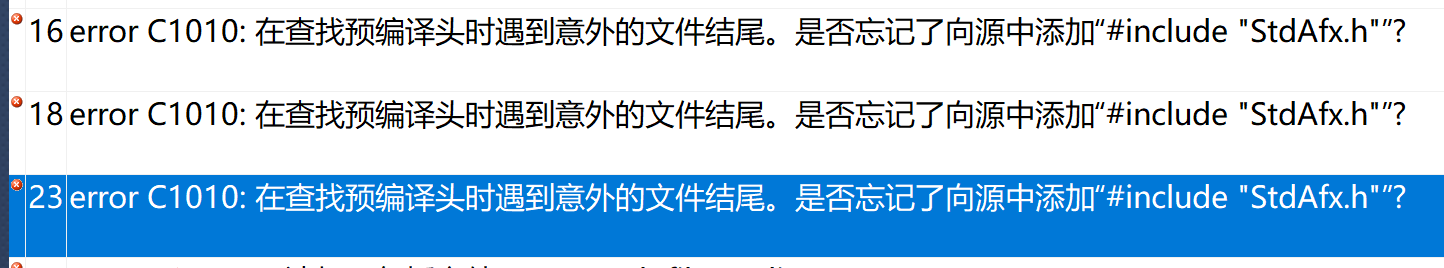 16 error C1010: 在查找预编译头时遇到意外的文件结尾。是否忘记了向源中添加“#include "StdAfx.h"”?
18 error C1010: 在查找预编译头时遇到意外的文件结尾。是否忘记了向源中添加“#include "StdAfx.h"”?
23 error C1010: 在查找预编译头时遇到意外的文件结尾。是否忘记了向源中添加“#include "StdAfx.h"”?